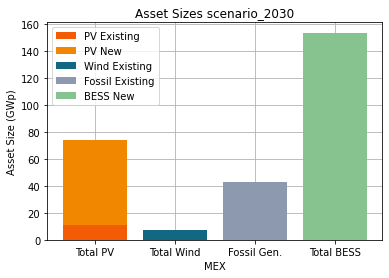 Asset Sizes scenario_2030
PV Existing
PV New
Wind Existing
Fossil Existing
BESS New
Asset Size (GWp)
160
140
120
100
80
60
40
20
0
Total PV
Total Wind
Fossil Gen.
Total BESS
MEX